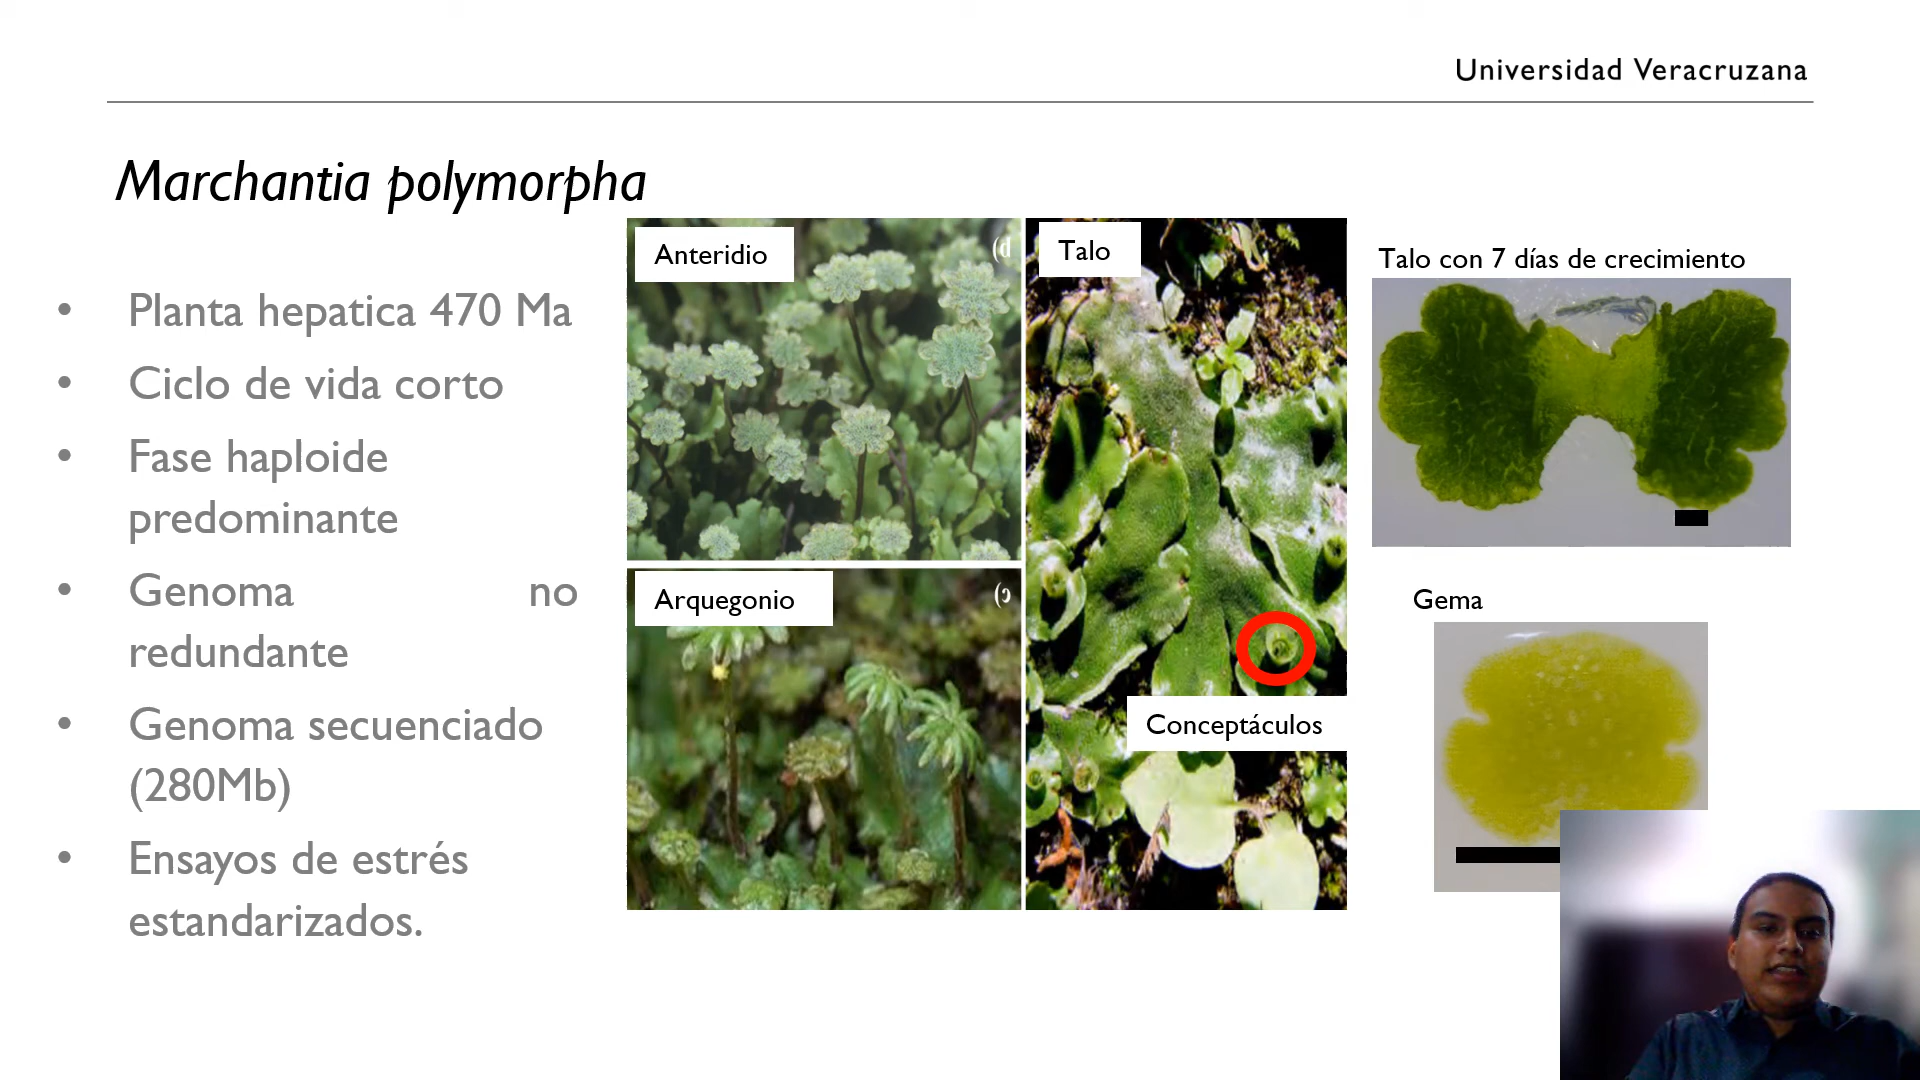 Universidad Veracruzana
Marchantia polymorpha
• Planta hepatica 470 Ma
• Ciclo de vida corto
• Fase haploide
predominante
• Genoma no
redundante
• Genoma secuenciado
(280Mb)
• Ensayos de estrés
estandarizados.
Anteridio
Arquegonio
Talo
Conceptáculos
Talo con 7 días de crecimiento
Gema